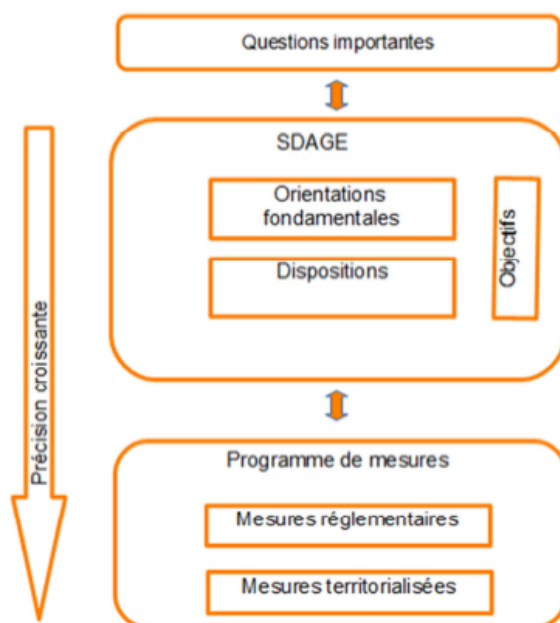 Questions importantes
SDAGE
Orientations
fondamentales
Dispositions
Objectifs
Précision croissante
Programme de mesures
Mesures réglementaires
Mesures territorialisées